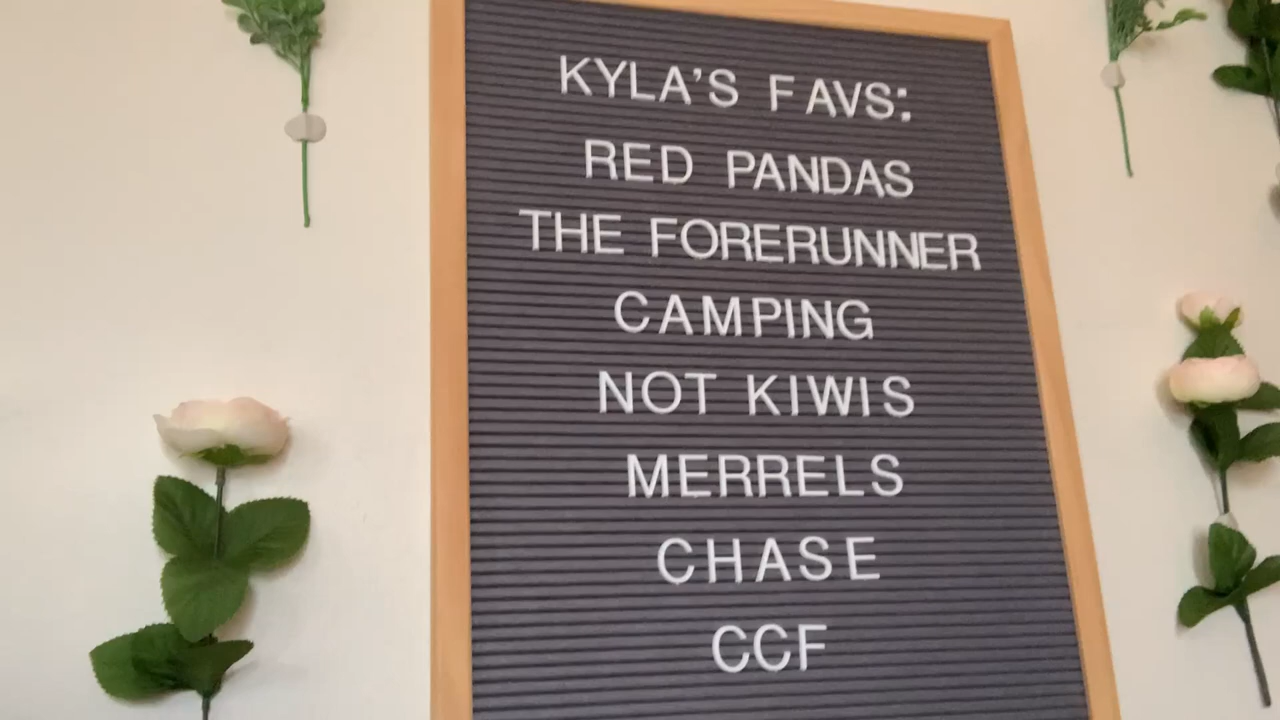 KYLA'S FAVS:
RED PANDAS
THE FORERUNNER
CAMPING
NOT KIWIS
MERRELS
CHASE
CCF